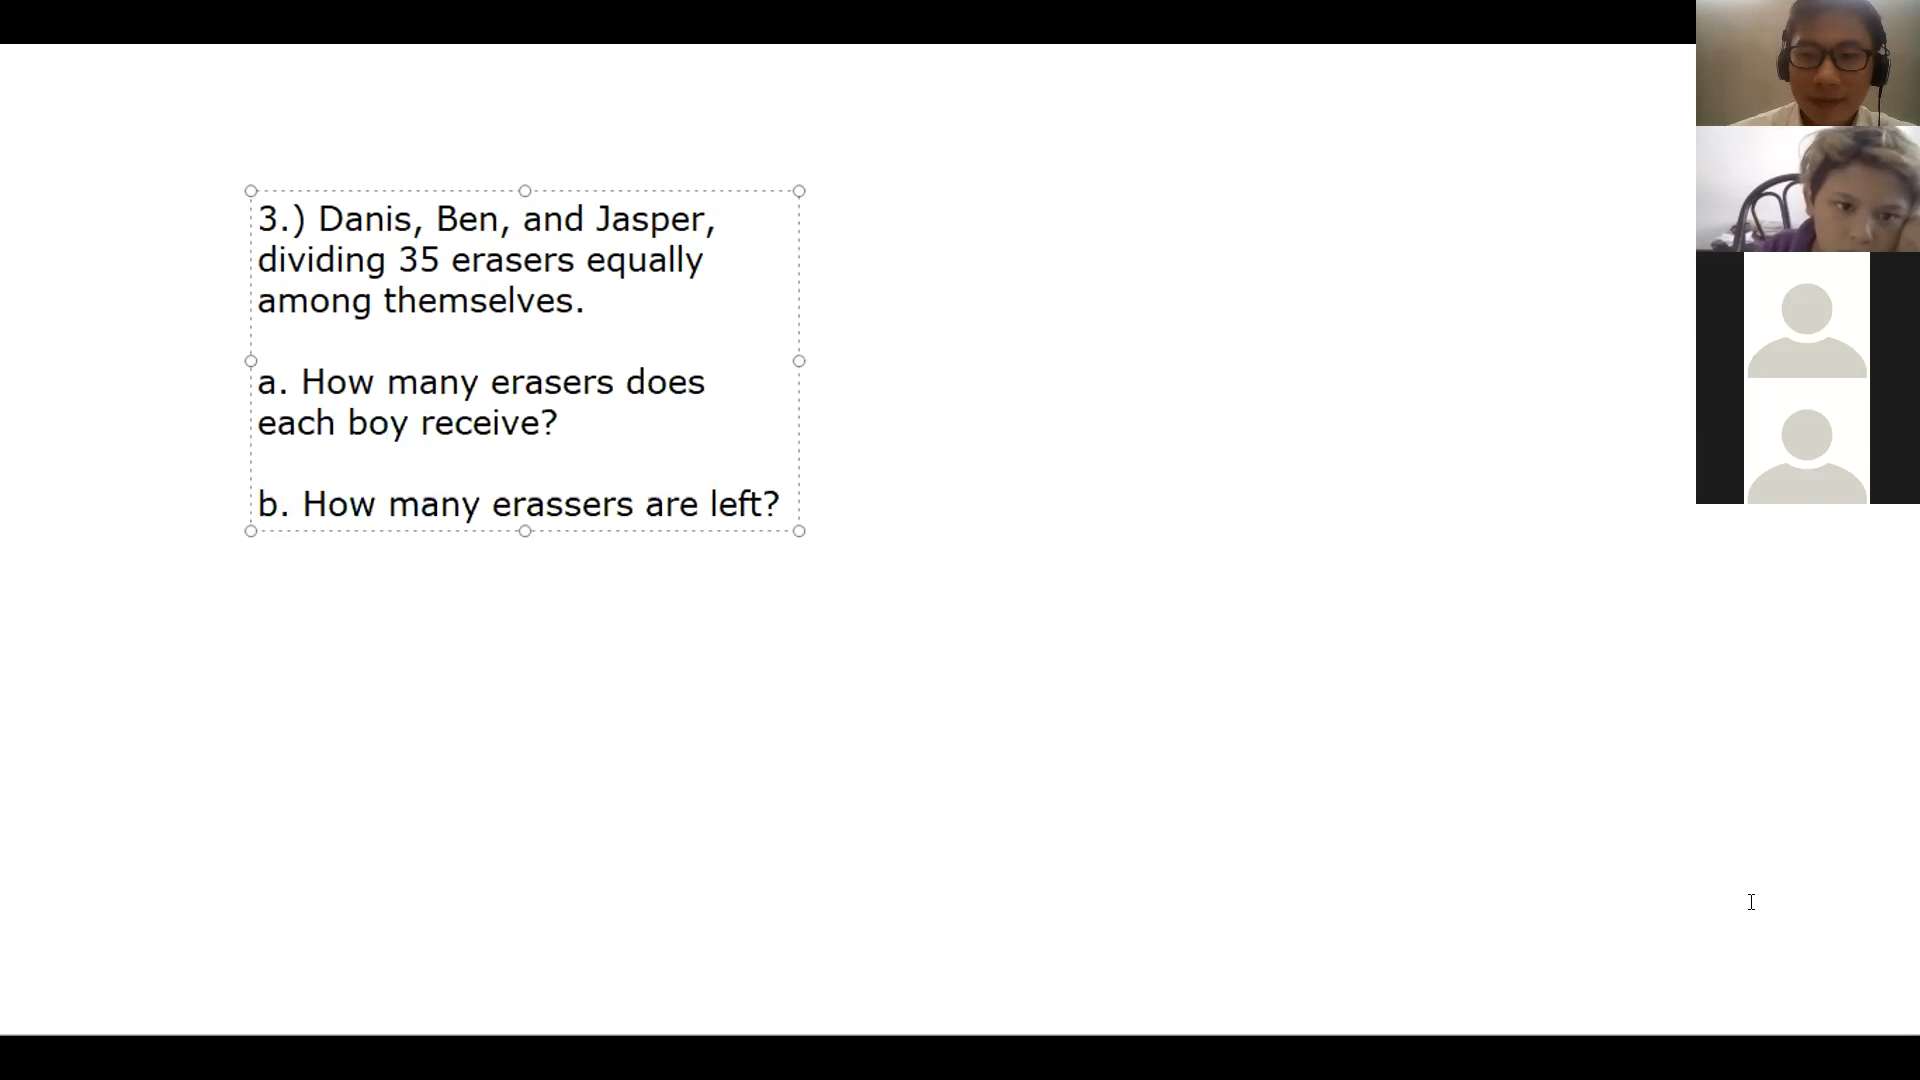 3.) Danis, Ben, and Jasper,
dividing 35 erasers equally
among themselves.
a. How many erasers does
each boy receive?
b. How many erassers are left?